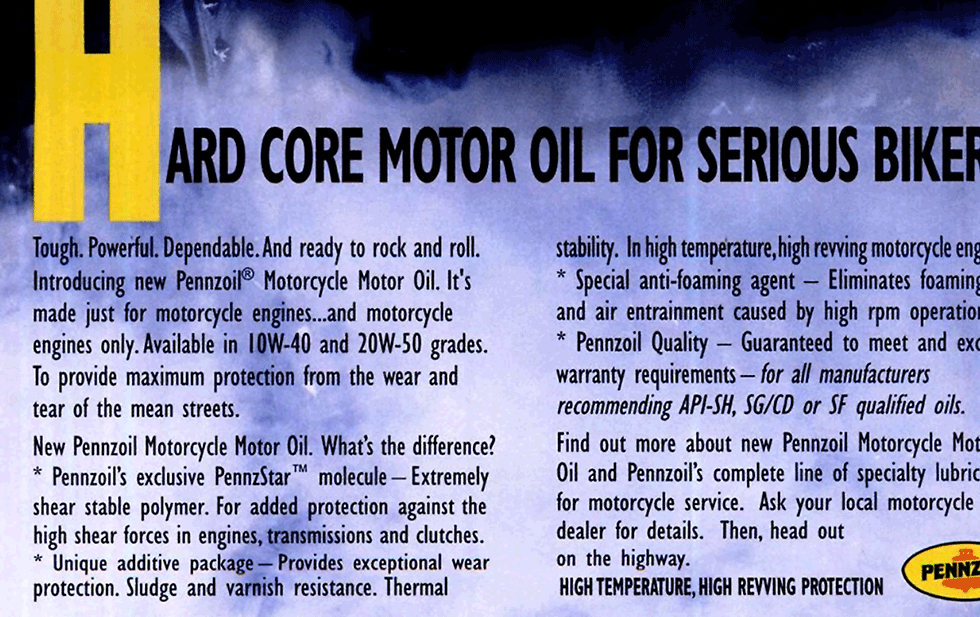 HARD CORE MOTOR OIL FOR SERIOUS BIKER
Tough. Powerful. Dependable. And ready to rock and roll.
Introducing new Pennzoil® Motorcycle Motor Oil. It's
made just for motorcycle engines...and motorcycle
engines only. Available in 10W-40 and 20W-50 grades.
To provide maximum protection from the wear and
tear of the mean streets.
New Pennzoil Motorcycle Motor Oil. What's the difference?
* Pennzoil's exclusive PennzStar™ molecule — Extremely
shear stable polymer. For added protection against the
high shear forces in engines, transmissions and clutches.
* Unique additive package — Provides exceptional wear
protection. Sludge and varnish resistance. Thermal
stability. In high temperature, high revving motorcycle eng
* Special anti-foaming agent — Eliminates foaming
and air entrainment caused by high rpm operation
* Pennzoil Quality — Guaranteed to meet and exc
warranty requirements — for all manufacturers
recommending API-SH, SG/CD or SF qualified oils.
Find out more about new Pennzoil Motorcycle Mot
Oil and Pennzoil's complete line of specialty lubric
for motorcycle service. Ask your local motorcycle
dealer for details. Then, head out
on the highway.
HIGH TEMPERATURE, HIGH REVVING PROTECTION
PENNZ